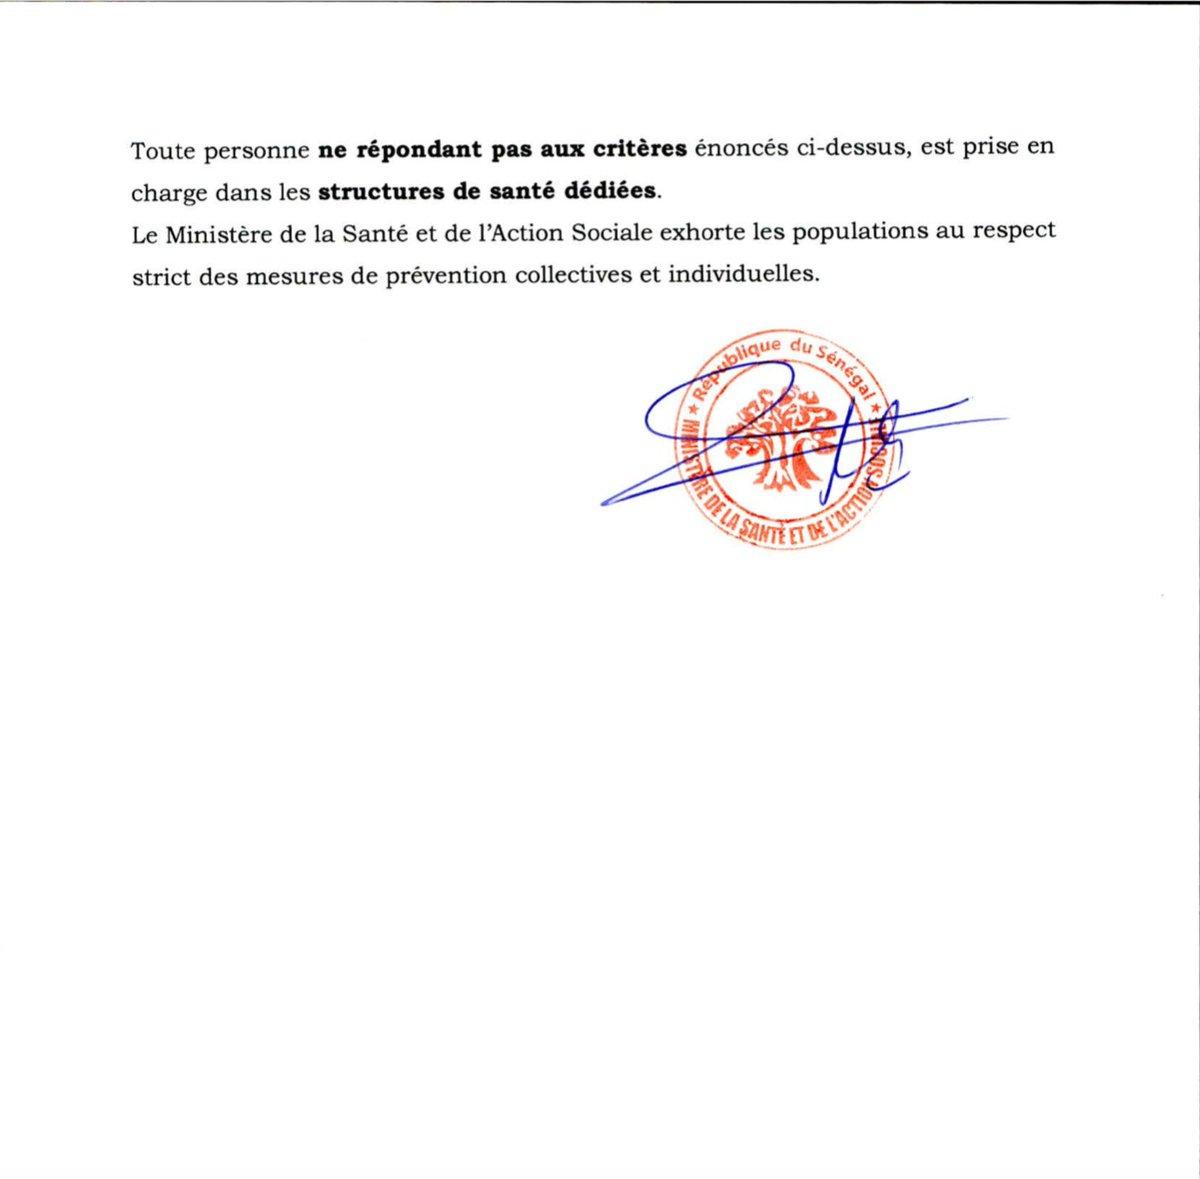 Toute personne ne répondant pas aux critères énoncés ci-dessus, est prise en
charge dans les structures de santé dédiées.
Le Ministère de la Santé et de l'Action Sociale exhorte les populations au respect
strict des mesures de prévention collectives et individuelles.
★ République du Sénégal ★
MINISTÈRE DE LA SANTÉ ET DE L'ACTION SOCIALE